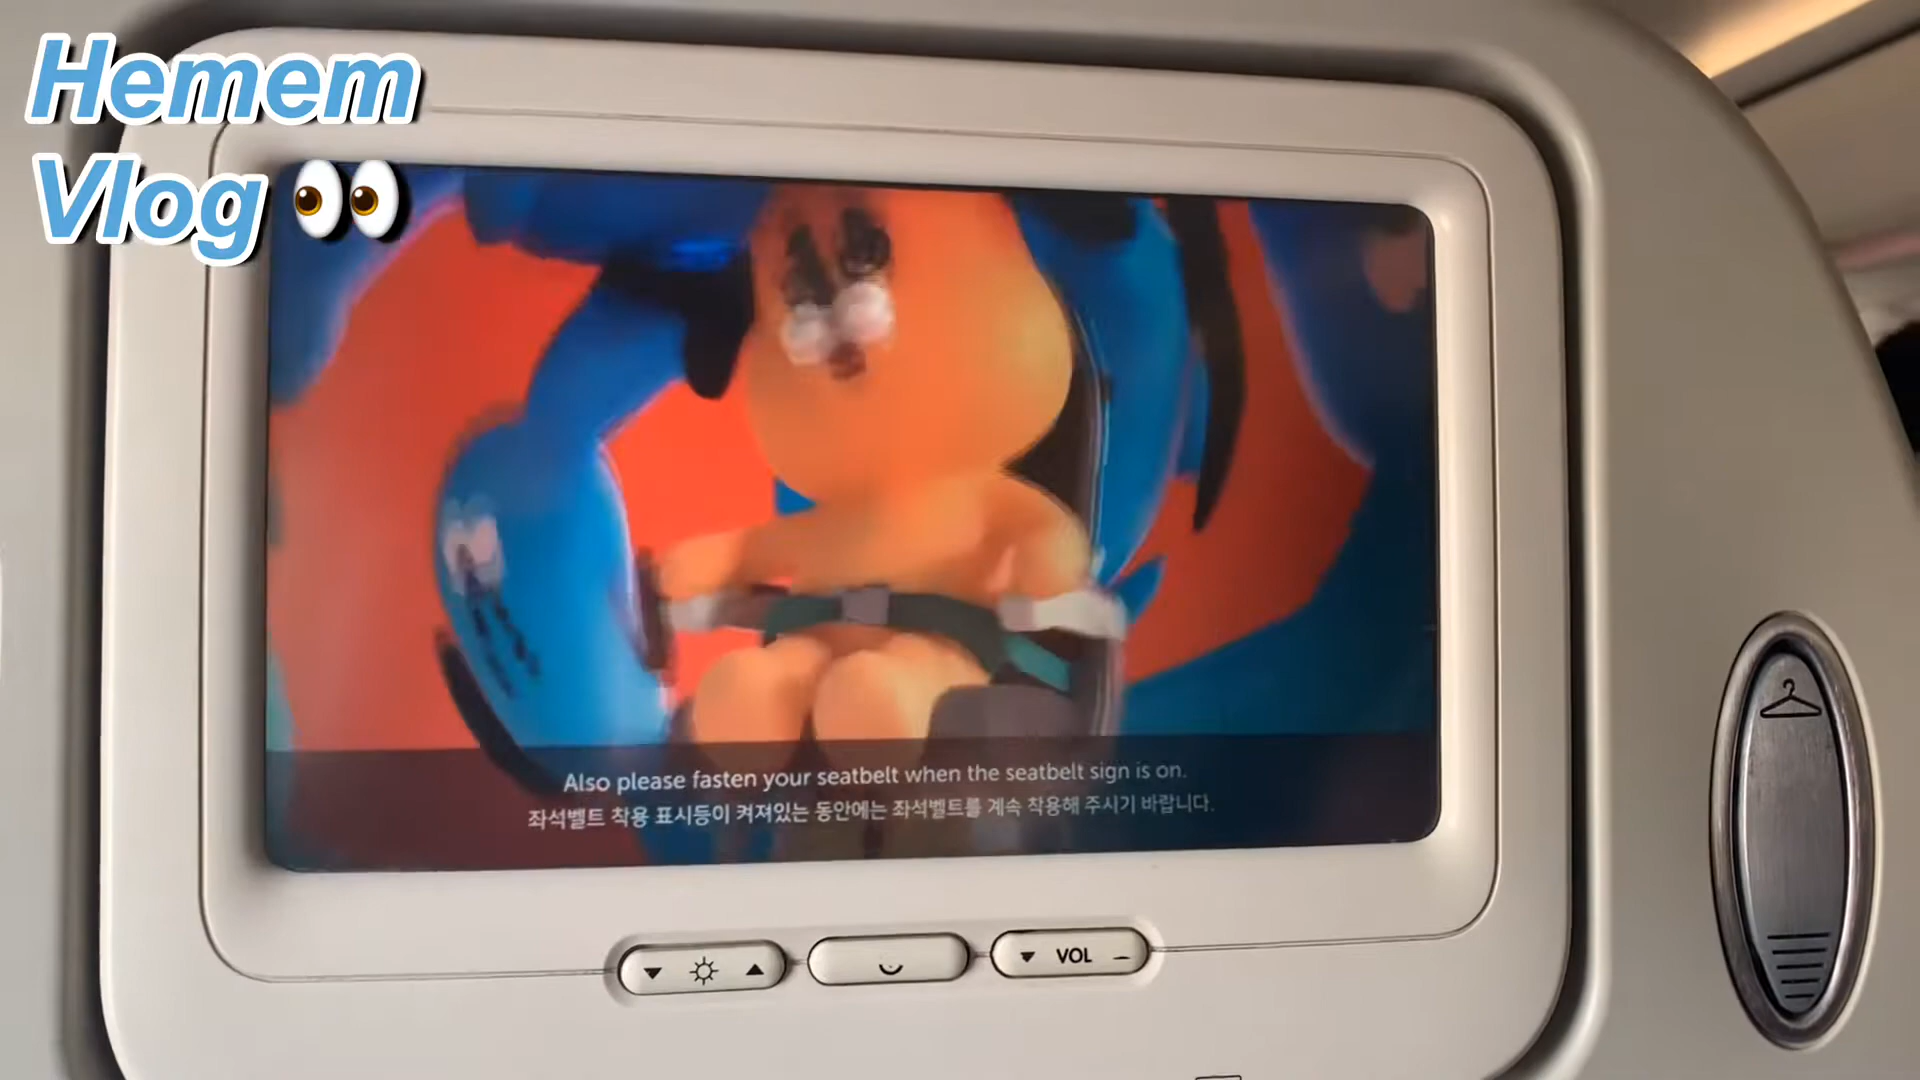 Hemem
Vlog 👀
Also please fasten your seatbelt when the seatbelt sign is on.
좌석벨트 착용 표시등이 켜져있는 동안에는 좌석벨트를 계속 착용해 주시기 바랍니다.
VOL